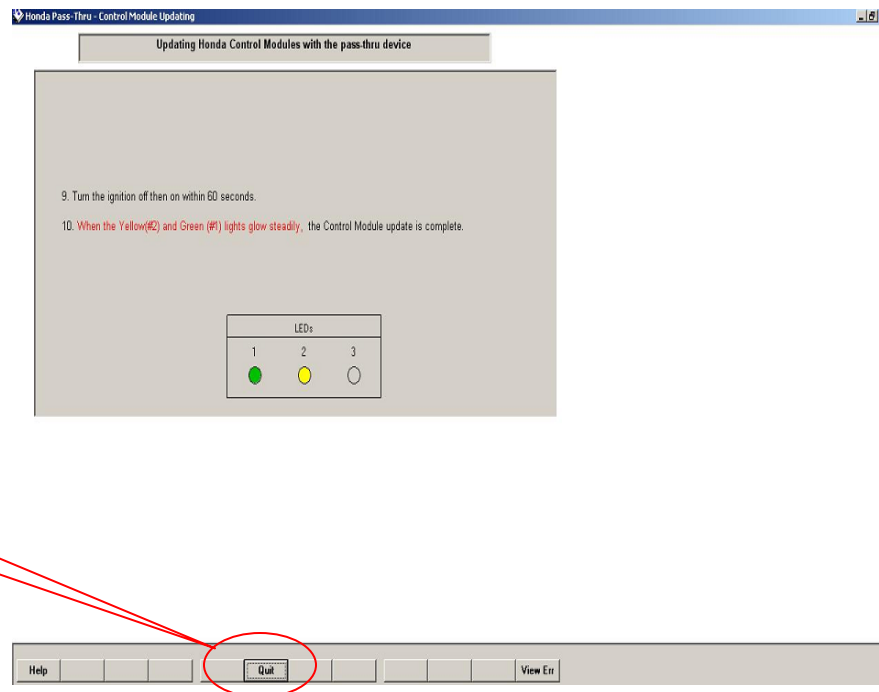 Honda Pass-Thru - Control Module Updating
Updating Honda Control Modules with the pass-thru device
9. Turn the ignition off then on within 60 seconds.
10. When the Yellow(#2) and Green (#1) lights glow steadily, the Control Module update is complete.
LEDs
1 2 3
Help Quit View Err